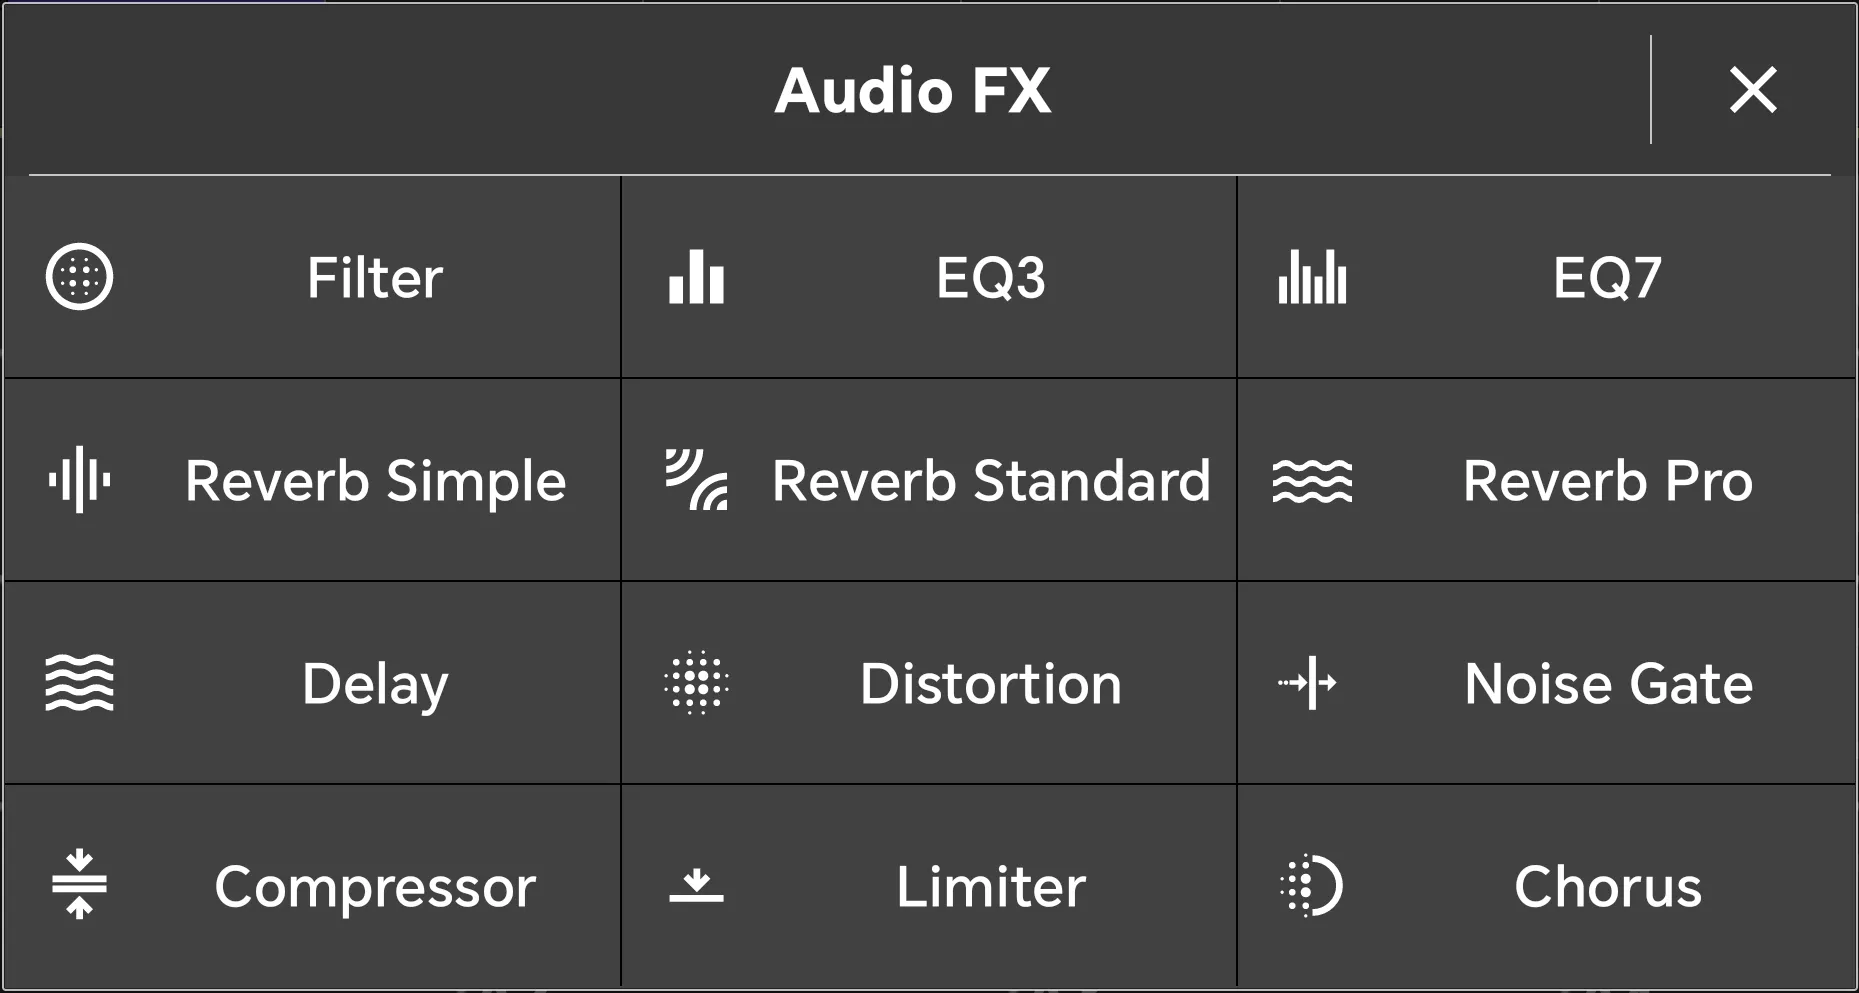 Audio FX
Filter
EQ3
EQ7
Reverb Simple
Reverb Standard
Reverb Pro
Delay
Distortion
Noise Gate
Compressor
Limiter
Chorus